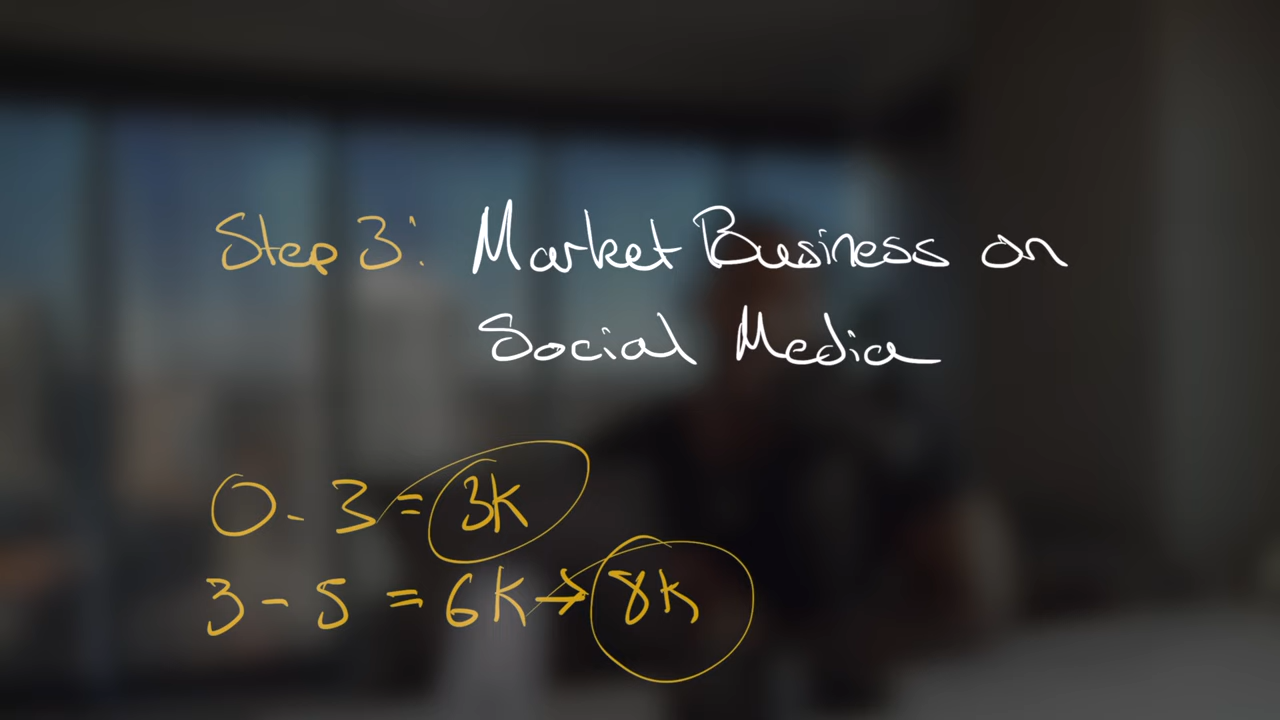 Step 3: Market Business on
Social Media
0 - 3 = 3k
3 - 5 = 6k → 8k